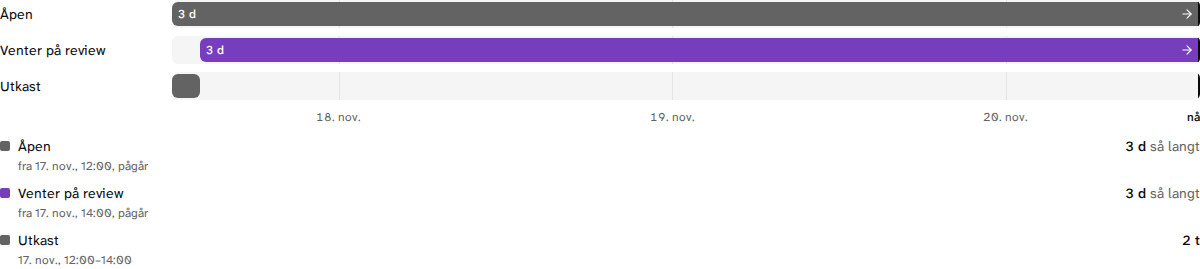 Åpen
3 d
Venter på review
3 d
Utkast
18. nov.
19. nov.
20. nov.
nå
Åpen
3 d så langt
fra 17. nov., 12:00, pågår
Venter på review
3 d så langt
fra 17. nov., 14:00, pågår
Utkast
2 t
17. nov., 12:00–14:00